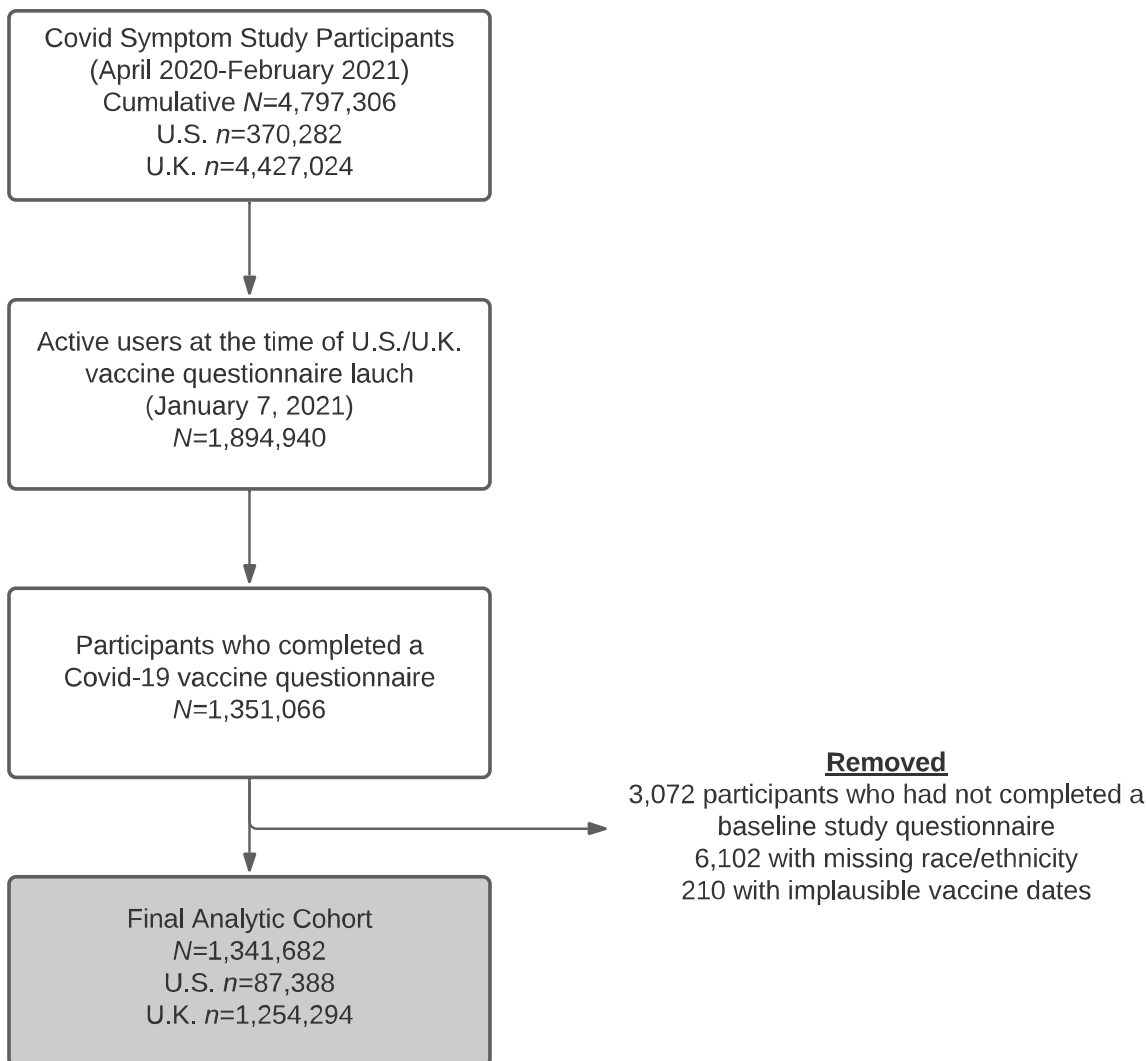 Covid Symptom Study Participants
(April 2020-February 2021)
Cumulative N=4,797,306
U.S. n=370,282
U.K. n=4,427,024
Active users at the time of U.S./U.K.
vaccine questionnaire lauch
(January 7, 2021)
N=1,894,940
Participants who completed a
Covid-19 vaccine questionnaire
N=1,351,066
Removed
3,072 participants who had not completed a
baseline study questionnaire
6,102 with missing race/ethnicity
210 with implausible vaccine dates
Final Analytic Cohort
N=1,341,682
U.S. n=87,388
U.K. n=1,254,294